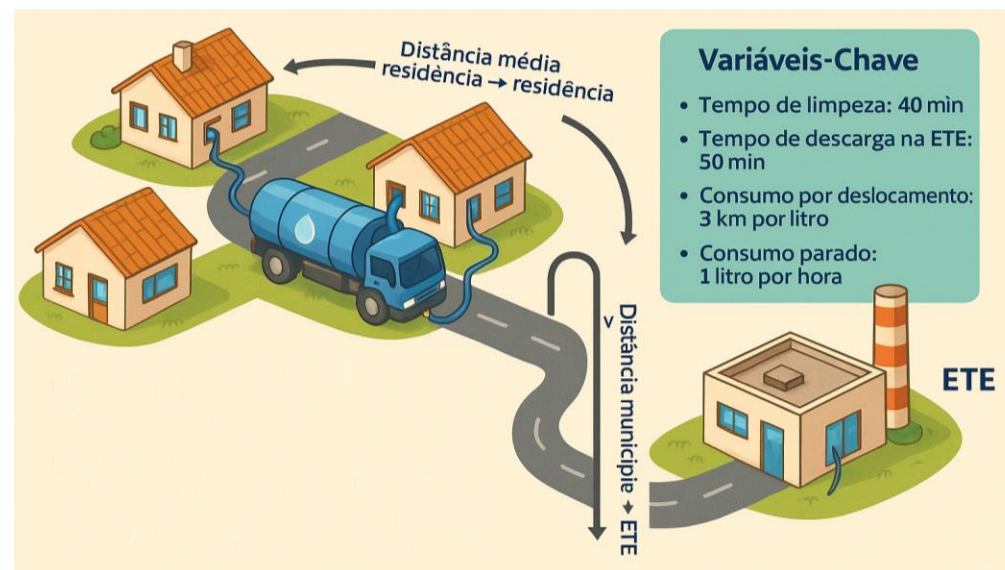 Distância média
residència → residência
Variáveis-Chave
• Tempo de limpeza: 40 mìn
• Tempo de descarga na ETE:
50 min
• Consumo por deslocamento:
3 km por litro
• Consumo parado:
1 litro por hora
Distância municipie → ETE
ETE